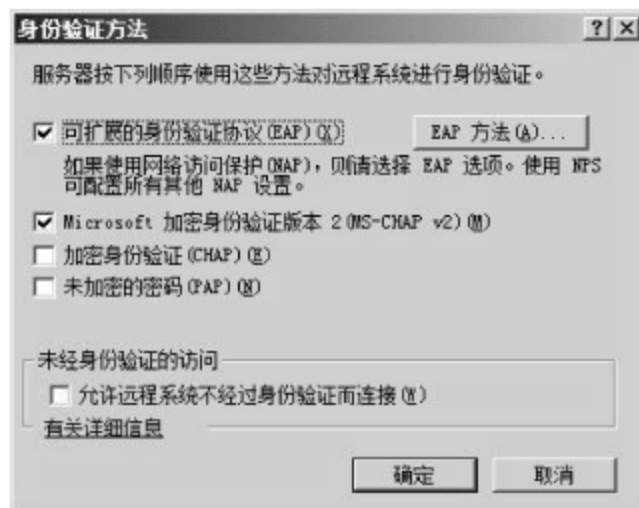 身份验证方法
服务器按下列顺序使用这些方法对远程系统进行身份验证。
可扩展的身份验证协议(EAP)(X)
EAP 方法(A)...
如果使用网络访问保护(NAP)，则请选择 EAP 选项。使用 NPS
可配置所有其他 NAP 设置。
Microsoft 加密身份验证版本 2(MS-CHAP v2)(M)
加密身份验证(CHAP)(E)
未加密的密码(PAP)(N)
未经身份验证的访问
允许远程系统不经过身份验证而连接(W)
有关详细信息
确定
取消